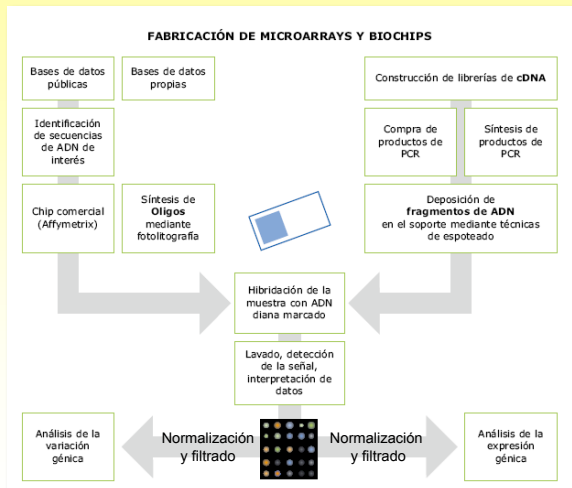 FABRICACIÓN DE MICROARRAYS Y BIOCHIPS
Bases de datos
públicas
Bases de datos
propias
Construcción de librerías de cDNA
Identificación
de secuencias
de ADN de
interés
Compra de
productos de
PCR
Síntesis de
productos de
PCR
Chip comercial
(Affymetrix)
Síntesis de
Oligos
mediante
fotolitografía
Deposición de
fragmentos de ADN
en el soporte mediante técnicas
de espoteado
Hibridación de la
muestra con ADN
diana marcado
Lavado, detección
de la señal,
interpretación de
datos
Análisis de la
variación
génica
Normalización
y filtrado
Normalización
y filtrado
Análisis de la
expresión
génica